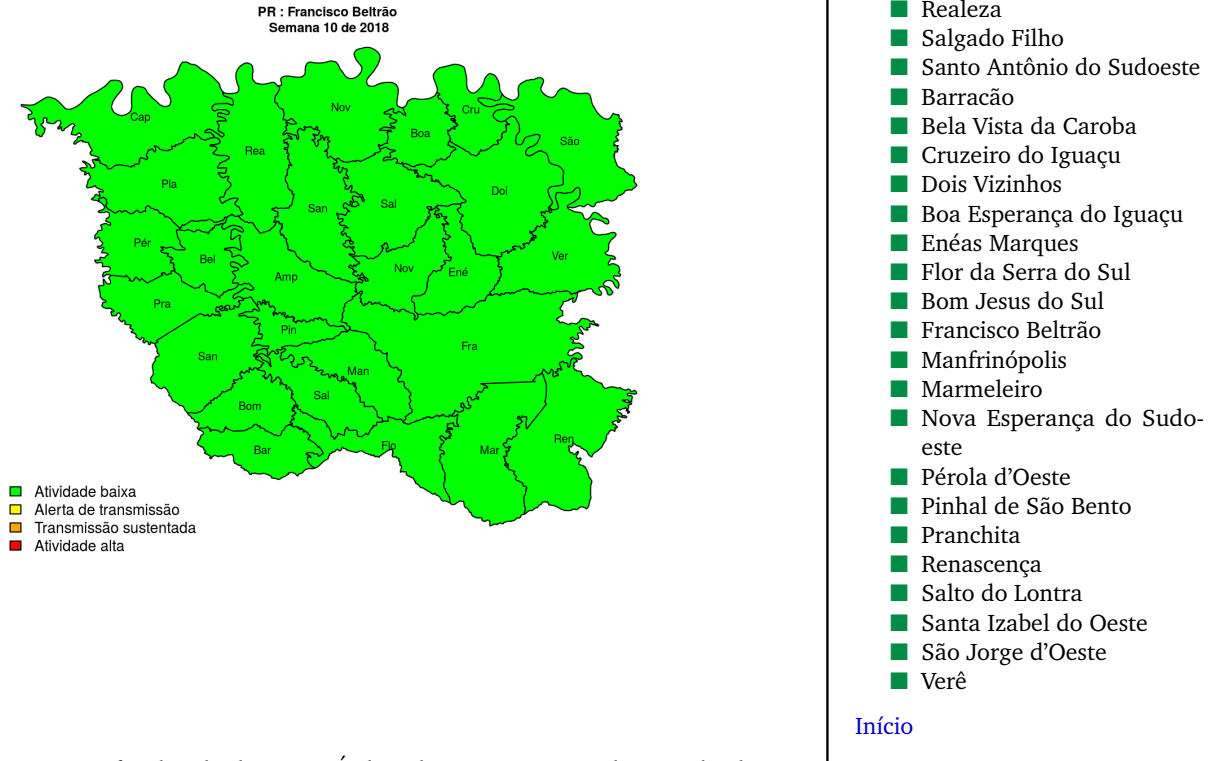 PR : Francisco Beltrão
Semana 10 de 2018
Cap
Nov
Cru
Boa
São
Rea
Pla
Doi
San
Sal
Pér
Bel
Nov
Ené
Ver
Amp
Pra
Pin
Fra
San
Man
Sal
Bom
Bar
Flo
Mar
Ren
Atividade baixa
Alerta de transmissão
Transmissão sustentada
Atividade alta
Realeza
Salgado Filho
Santo Antônio do Sudoeste
Barracão
Bela Vista da Caroba
Cruzeiro do Iguaçu
Dois Vizinhos
Boa Esperança do Iguaçu
Enéas Marques
Flor da Serra do Sul
Bom Jesus do Sul
Francisco Beltrão
Manfrinópolis
Marmeleiro
Nova Esperança do Sudo-
este
Pérola d'Oeste
Pinhal de São Bento
Pranchita
Renascença
Salto do Lontra
Santa Izabel do Oeste
São Jorge d'Oeste
Verê
Início